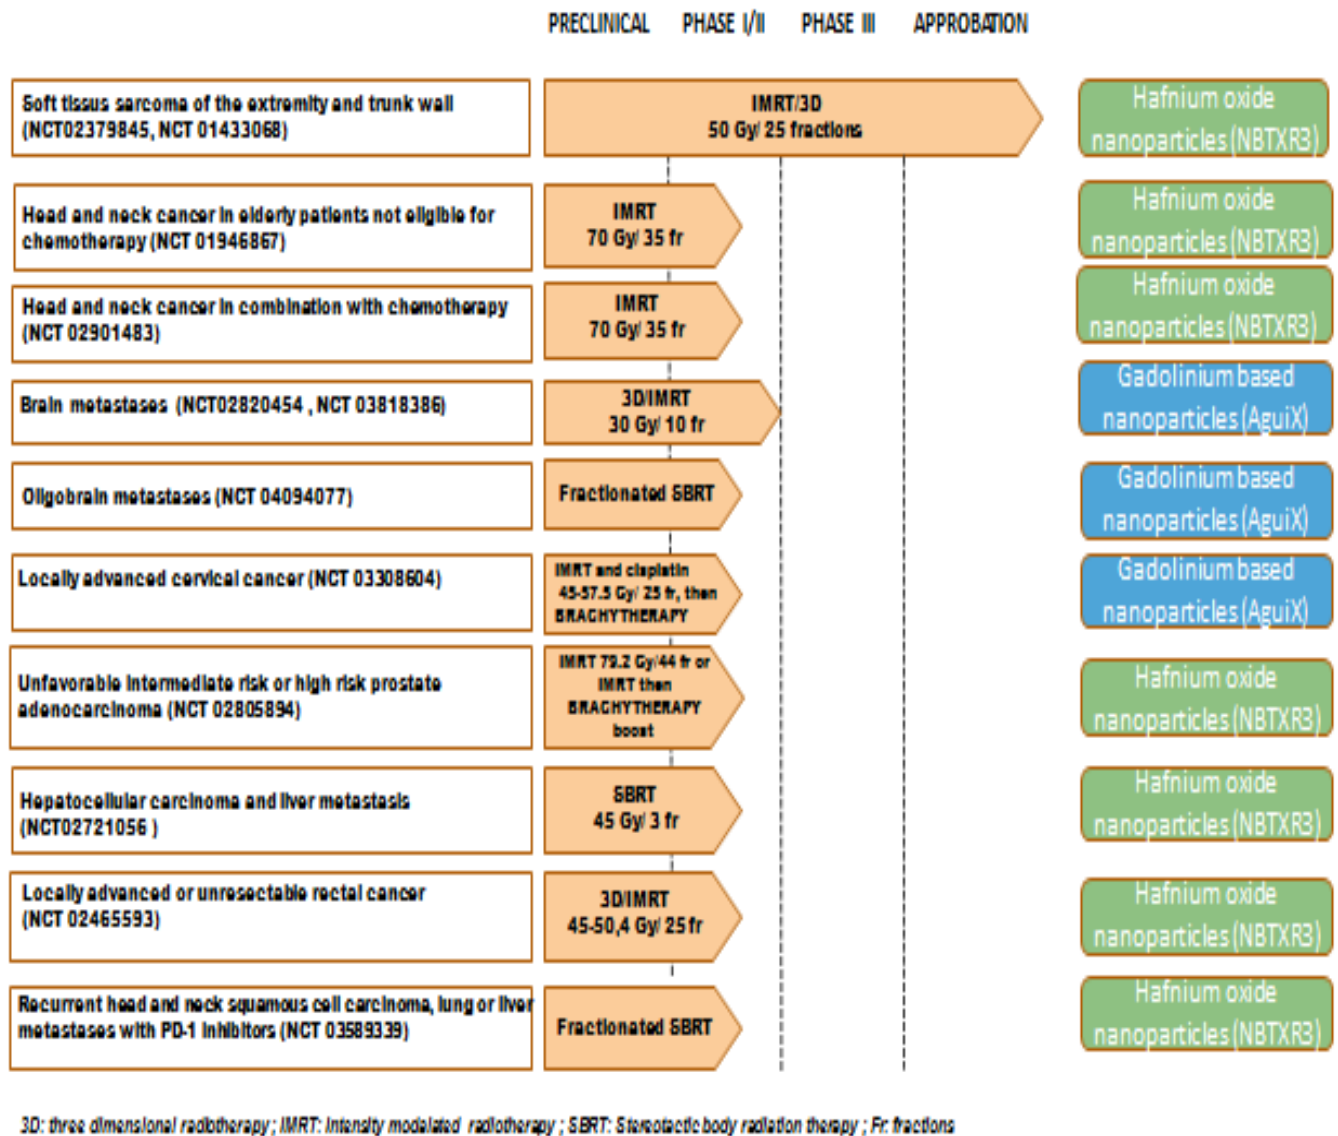 PRECLINICAL PHASE I/II PHASE III APPROBATION
Soft tissue sarcoma of the extremity and trunk wall
(NCT02379845, NCT 01433068)
IMRT/3D
50 Gy/ 25 fractions
Hafnium oxide
nanoparticles (NBTXR3)
Head and neck cancer in elderly patients not eligible for
chemotherapy (NCT 01946867)
IMRT
70 Gy/ 35 fr
Hafnium oxide
nanoparticles (NBTXR3)
Head and neck cancer in combination with chemotherapy
(NCT 02901483)
IMRT
70 Gy/ 35 fr
Hafnium oxide
nanoparticles (NBTXR3)
Brain metastases (NCT02820454 , NCT 03818386)
3D/IMRT
30 Gy/ 10 fr
Gadolinium based
nanoparticles (AguiX)
Oligobrain metastases (NCT 04094077)
Fractionated SBRT
Gadolinium based
nanoparticles (AguiX)
Locally advanced cervical cancer (NCT 03308604)
IMRT and cisplatin
45-57.5 Gy/ 25 fr, then
BRACHYTHERAPY
Gadolinium based
nanoparticles (AguiX)
Unfavorable intermediate risk or high risk prostate
adenocarcinoma (NCT 02805894)
IMRT 79.2 Gy/44 fr or
IMRT then
BRACHYTHERAPY
boost
Hafnium oxide
nanoparticles (NBTXR3)
Hepatocellular carcinoma and liver metastasis
(NCT02721056 )
SBRT
45 Gy/ 3 fr
Hafnium oxide
nanoparticles (NBTXR3)
Locally advanced or unresectable rectal cancer
(NCT 02465593)
3D/IMRT
45-50,4 Gy/ 25 fr
Hafnium oxide
nanoparticles (NBTXR3)
Recurrent head and neck squamous cell carcinoma, lung or liver
metastases with PD-1 inhibitors (NCT 03589339)
Fractionated SBRT
Hafnium oxide
nanoparticles (NBTXR3)
3D: three dimensional radiotherapy ; IMRT: Intensity modalated radiotherapy ; SBRT: Stereotactic body radiation therapy ; Fr: fractions